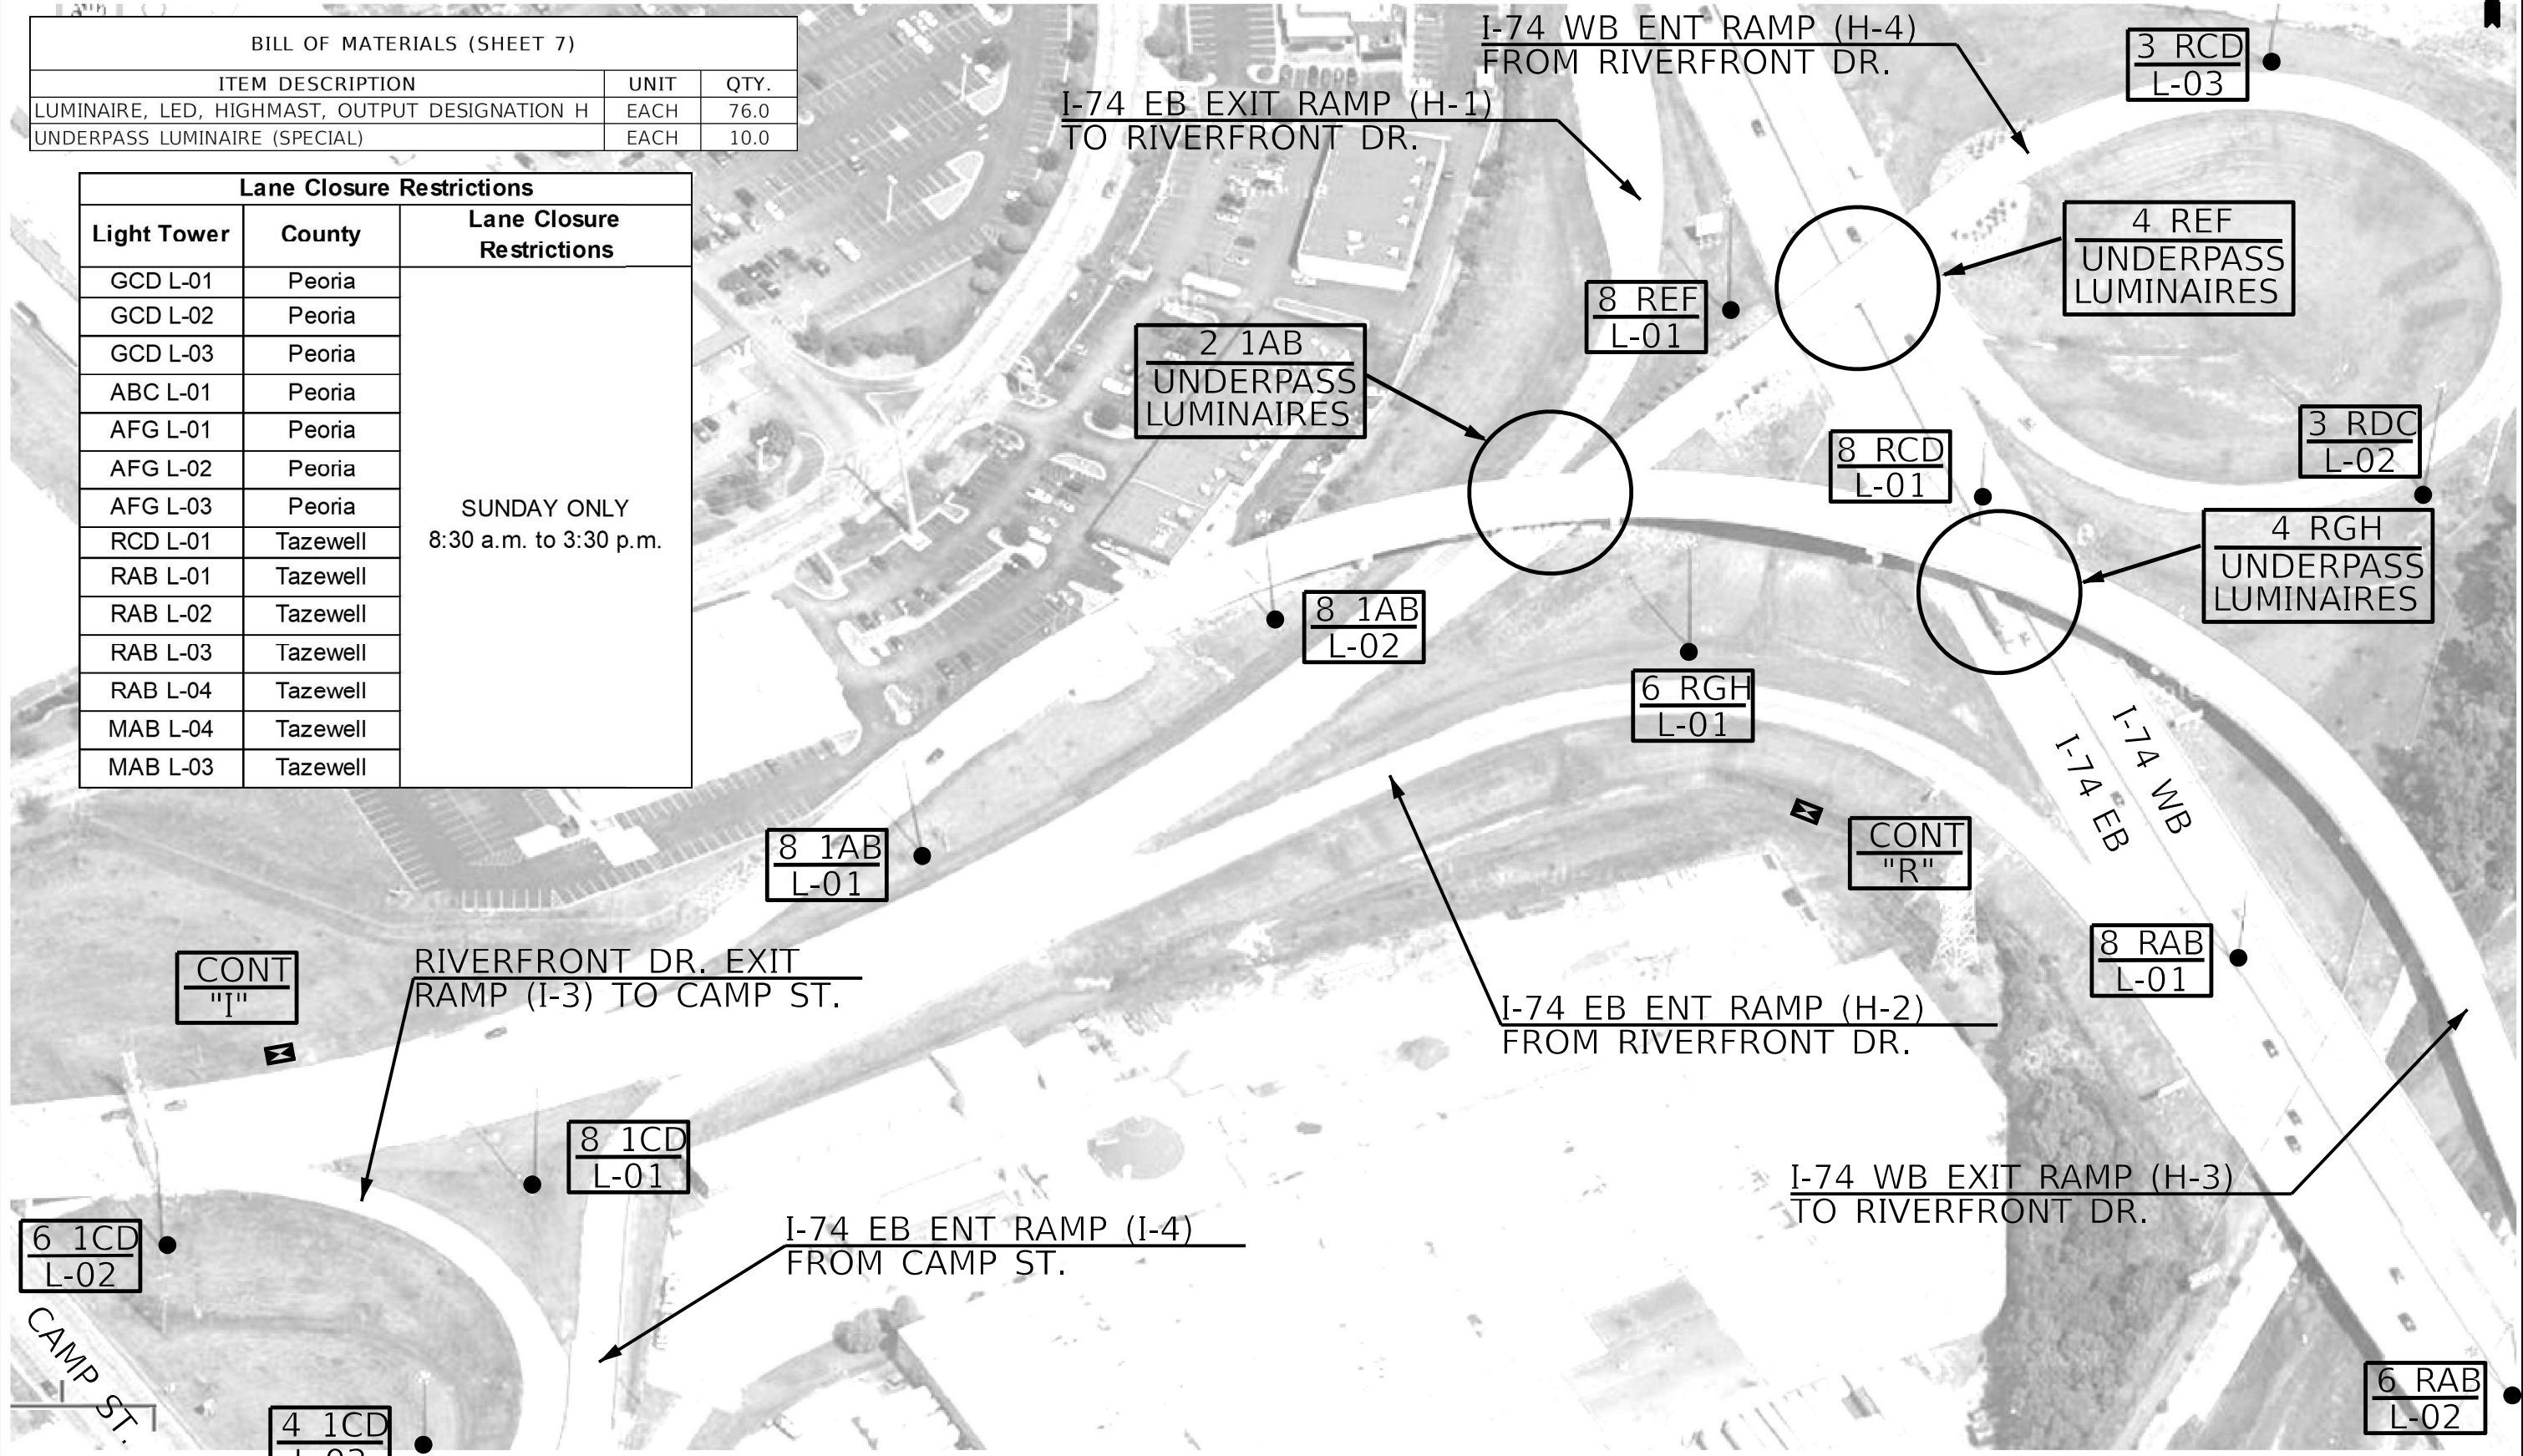 BILL OF MATERIALS (SHEET 7)
ITEM DESCRIPTION UNIT QTY.
LUMINAIRE, LED, HIGHMAST, OUTPUT DESIGNATION H EACH 76.0
UNDERPASS LUMINAIRE (SPECIAL) EACH 10.0
Lane Closure Restrictions
Light Tower County Lane Closure
Restrictions
GCD L-01 Peoria
GCD L-02 Peoria
GCD L-03 Peoria
ABC L-01 Peoria
AFG L-01 Peoria
AFG L-02 Peoria
AFG L-03 Peoria
RCD L-01 Tazewell
RAB L-01 Tazewell
RAB L-02 Tazewell
RAB L-03 Tazewell
RAB L-04 Tazewell
MAB L-04 Tazewell
MAB L-03 Tazewell
SUNDAY ONLY
8:30 a.m. to 3:30 p.m.
I-74 WB ENT RAMP (H-4)
FROM RIVERFRONT DR.
I-74 EB EXIT RAMP (H-1)
TO RIVERFRONT DR.
3 RCD
L-03
4 REF
UNDERPASS
LUMINAIRES
8 REF
L-01
2 1AB
UNDERPASS
LUMINAIRES
8 RCD
L-01
3 RDC
L-02
4 RGH
UNDERPASS
LUMINAIRES
8 1AB
L-02
6 RGH
L-01
I-74 WB
I-74 EB
8 1AB
L-01
CONT
"R"
8 RAB
L-01
CONT
"I"
RIVERFRONT DR. EXIT
RAMP (I-3) TO CAMP ST.
I-74 EB ENT RAMP (H-2)
FROM RIVERFRONT DR.
8 1CD
L-01
I-74 WB EXIT RAMP (H-3)
TO RIVERFRONT DR.
6 1CD
L-02
I-74 EB ENT RAMP (I-4)
FROM CAMP ST.
CAMP ST.
4 1CD
6 RAB
L-02